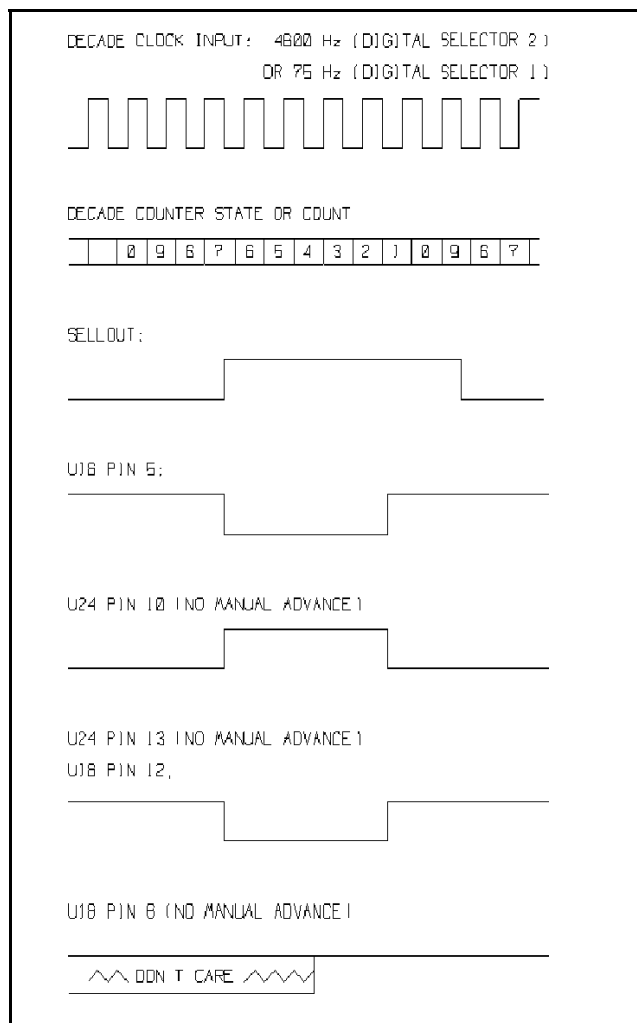 DECADE CLOCK INPUT: 4800 Hz (DIGITAL SELECTOR 2)
OR 75 Hz (DIGITAL SELECTOR 1)
DECADE COUNTER STATE OR COUNT
0 9 8 7 6 5 4 3 2 1 0 9 8 7
SELLOUT:
U18 PIN 5:
U24 PIN 10 (NO MANUAL ADVANCE)
U24 PIN 13 (NO MANUAL ADVANCE)
U18 PIN 12,
U18 PIN 8 (NO MANUAL ADVANCE)
DON T CARE